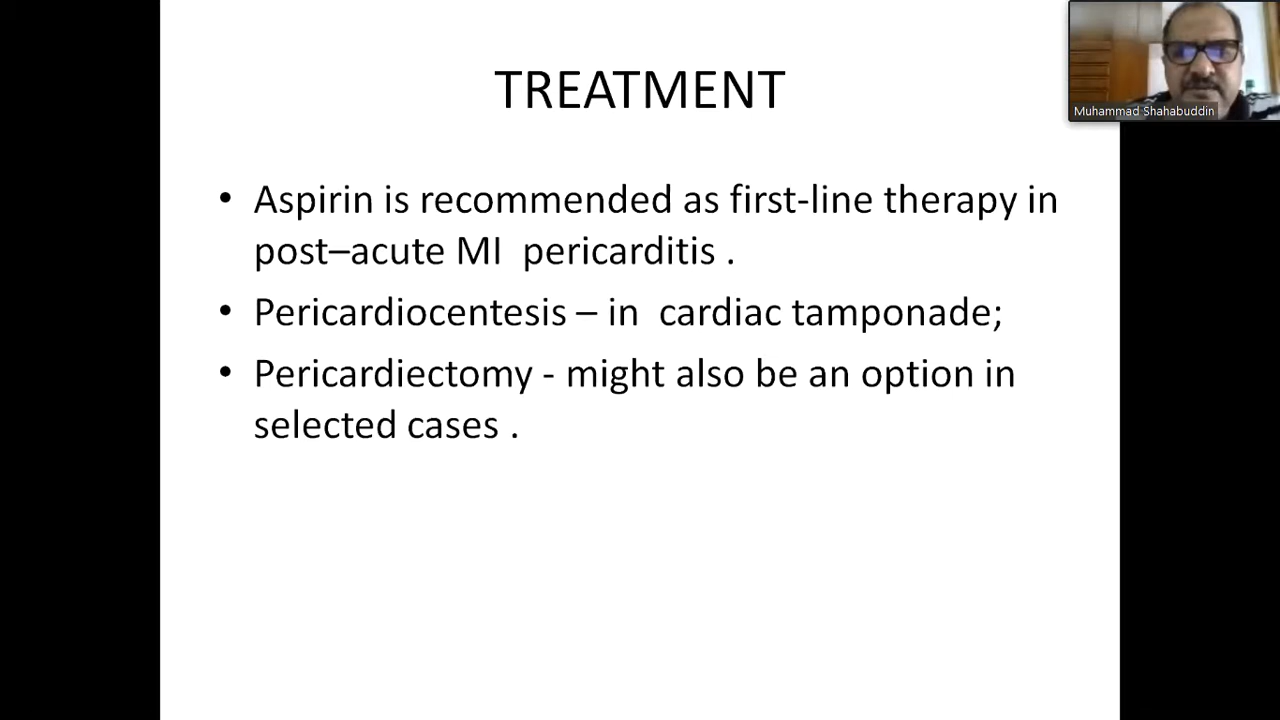 TREATMENT
Muhammad Shahabuddin
• Aspirin is recommended as first-line therapy in
post–acute MI  pericarditis .
• Pericardiocentesis – in  cardiac tamponade;
• Pericardiectomy - might also be an option in
selected cases .